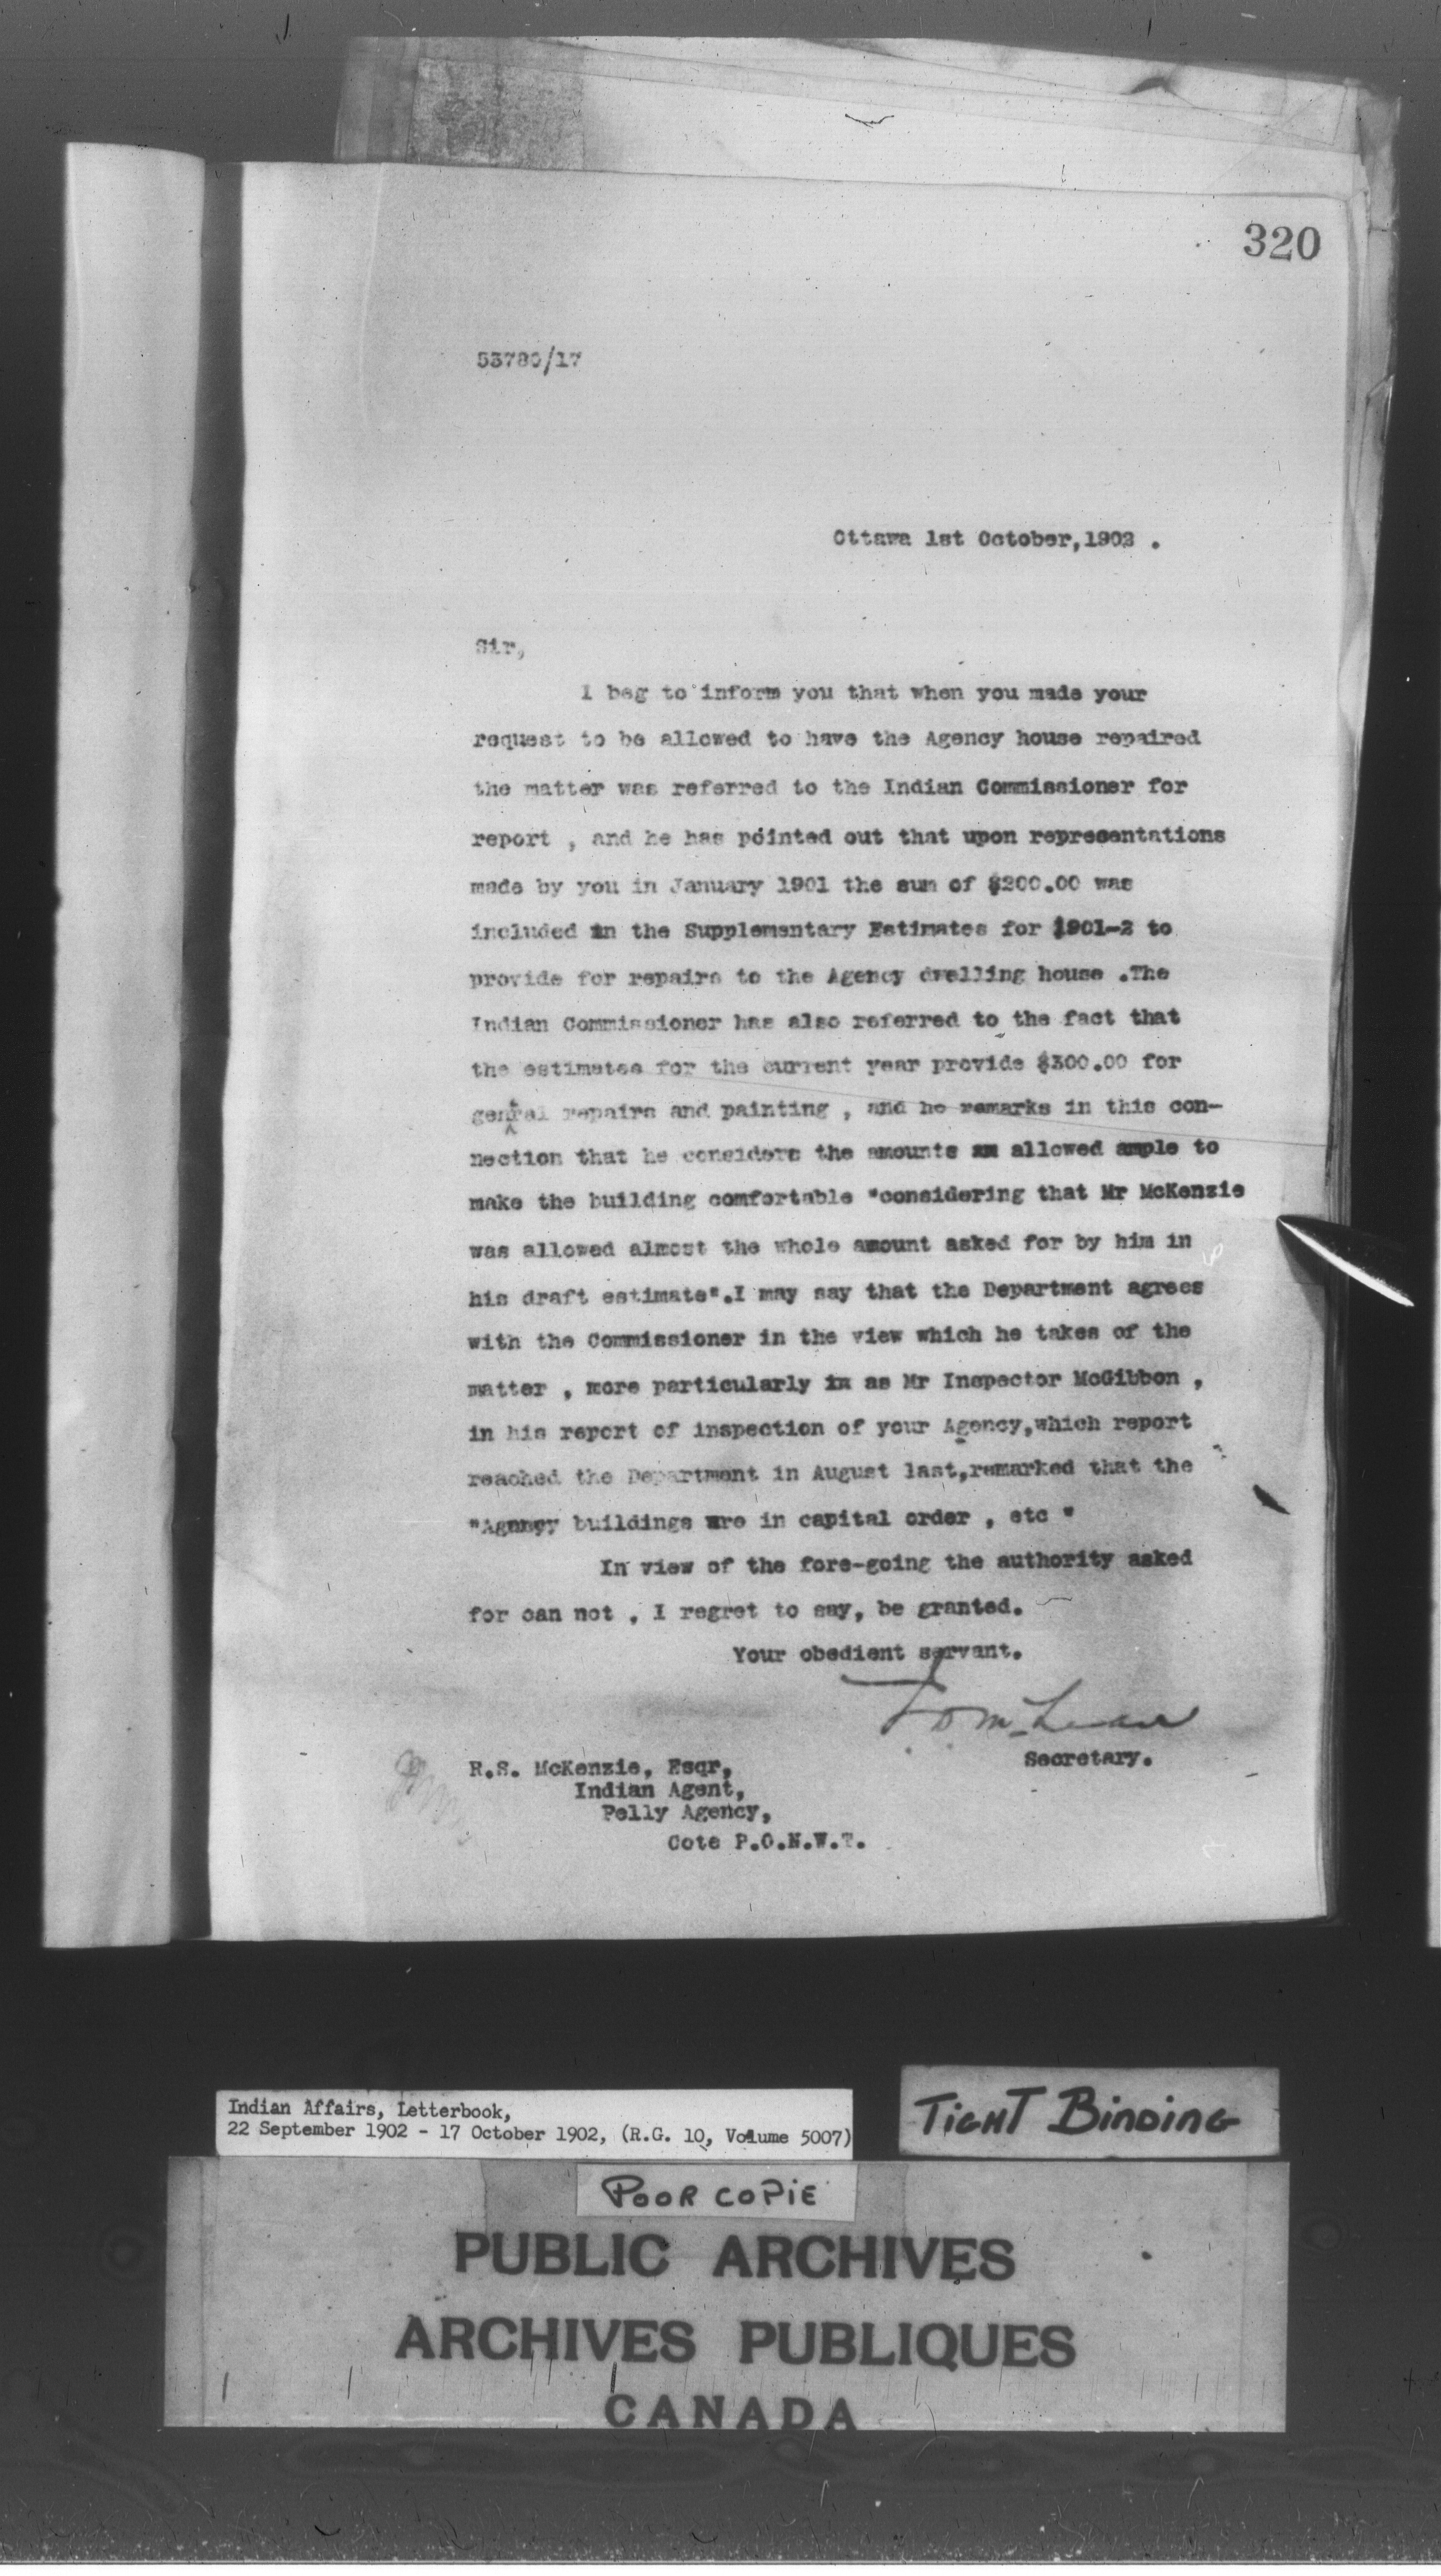 320
53780/17
Ottawa 1st October, 1902 .
Sir,
I beg to inform you that when you made your
request to be allowed to have the Agency house repaired
the matter was referred to the Indian Commissioner for
report , and he has pointed out that upon representations
made by you in January 1901 the sum of $200.00 was
included in the Supplementary Estimates for 1901-2 to
provide for repairs to the Agency dwelling house .The
Indian Commissioner has also referred to the fact that
the estimates for the current year provide $300.00 for
general repairs and painting , and he remarks in this con-
nection that he considers the amounts allowed ample to
make the building comfortable "considering that Mr McKenzie
was allowed almost the whole amount asked for by him in
his draft estimate".I may say that the Department agrees
with the Commissioner in the view which he takes of the
matter , more particularly in as Mr Inspector McGibbon ,
in his report of inspection of your Agency,which report
reached the Department in August last,remarked that the
"Agency buildings are in capital order , etc "
In view of the fore-going the authority asked
for can not , I regret to say, be granted.
Your obedient servant.
J D McLean
Secretary.
R.S. McKenzie, Esqr,
Indian Agent,
Pelly Agency,
Cote P.O.N.W.T.
Indian Affairs, Letterbook,
22 September 1902 - 17 October 1902, (R.G. 10, Volume 5007)
TIGHT BINDING
POOR COPIE
PUBLIC ARCHIVES
ARCHIVES PUBLIQUES
CANADA